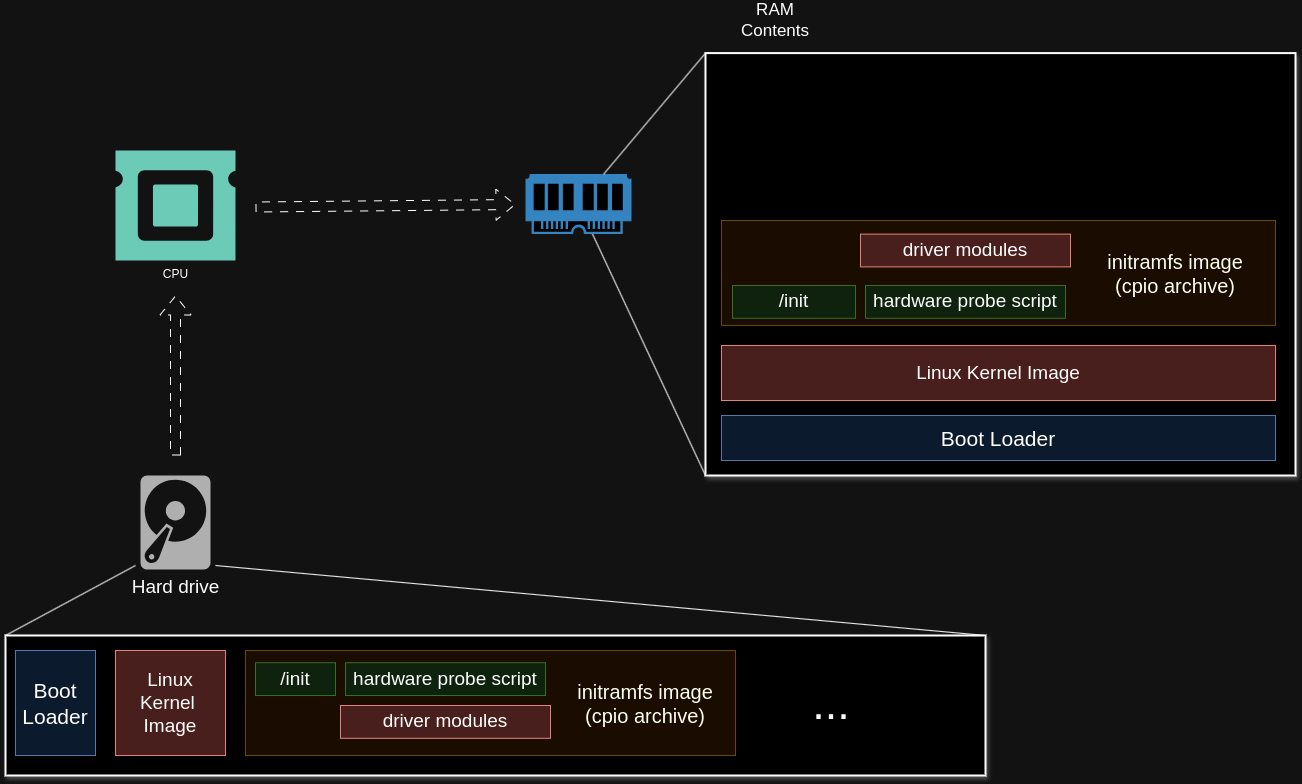 RAM
Contents
driver modules
initramfs image
(cpio archive)
/init
hardware probe script
Linux Kernel Image
Boot Loader
CPU
Hard drive
Boot
Loader
Linux
Kernel
Image
/init
hardware probe script
driver modules
initramfs image
(cpio archive)
...